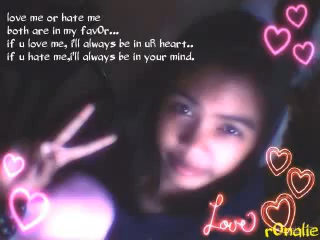 love me or hate me
both are in my fav0r...
if u love me, i'll always be in uR heart..
if u hate me,i'll always be in your mind.
Love
r0nalie